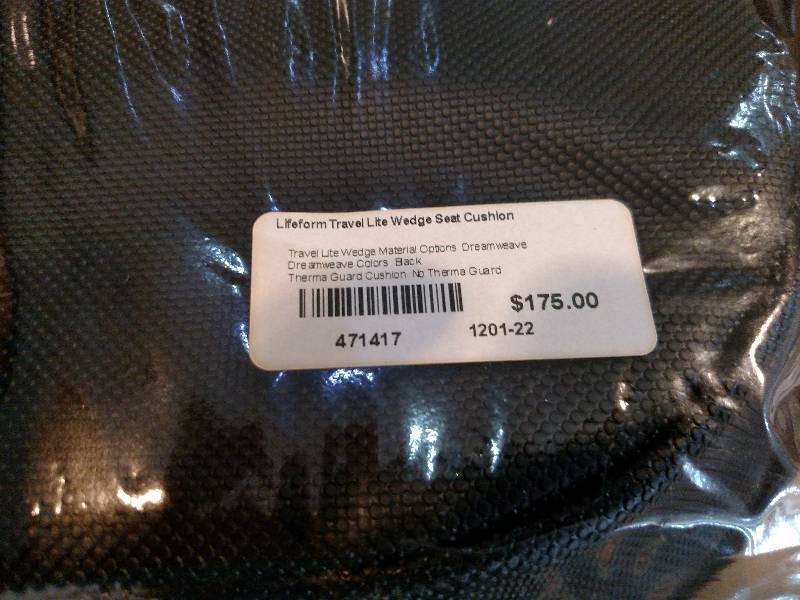 Lifeform Travel Lite Wedge Seat Cushion
Travel Lite Wedge Material Options Dreamweave
Dreamweave Colors Black
Therma Guard Cushion No Therma Guard
$175.00
471417
1201-22